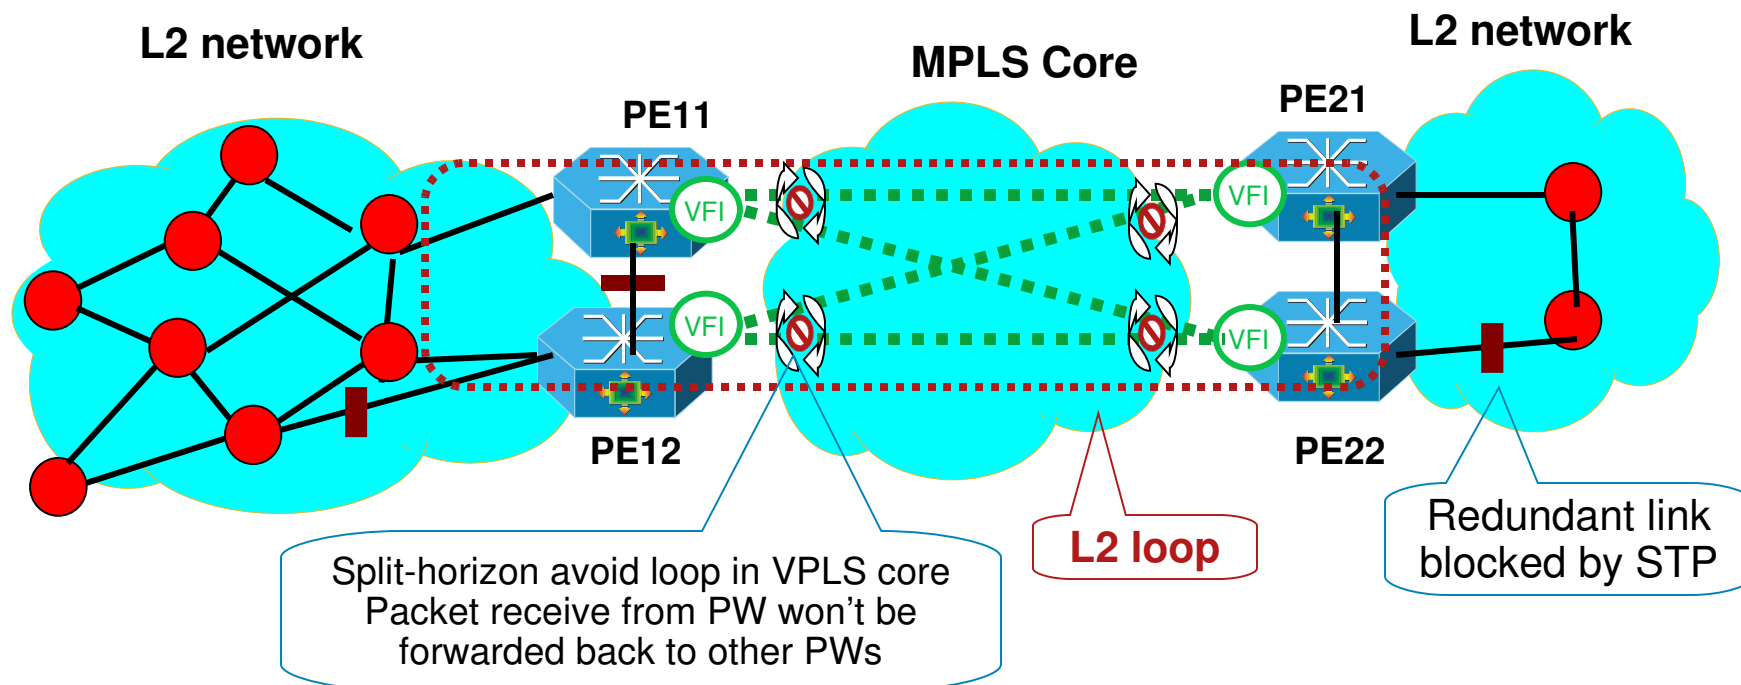 L2 network
MPLS Core
L2 network
PE11
PE21
VFI
VFI
VFI
VFI
PE12
PE22
Split-horizon avoid loop in VPLS core
Packet receive from PW won't be
forwarded back to other PWs
L2 loop
Redundant link
blocked by STP